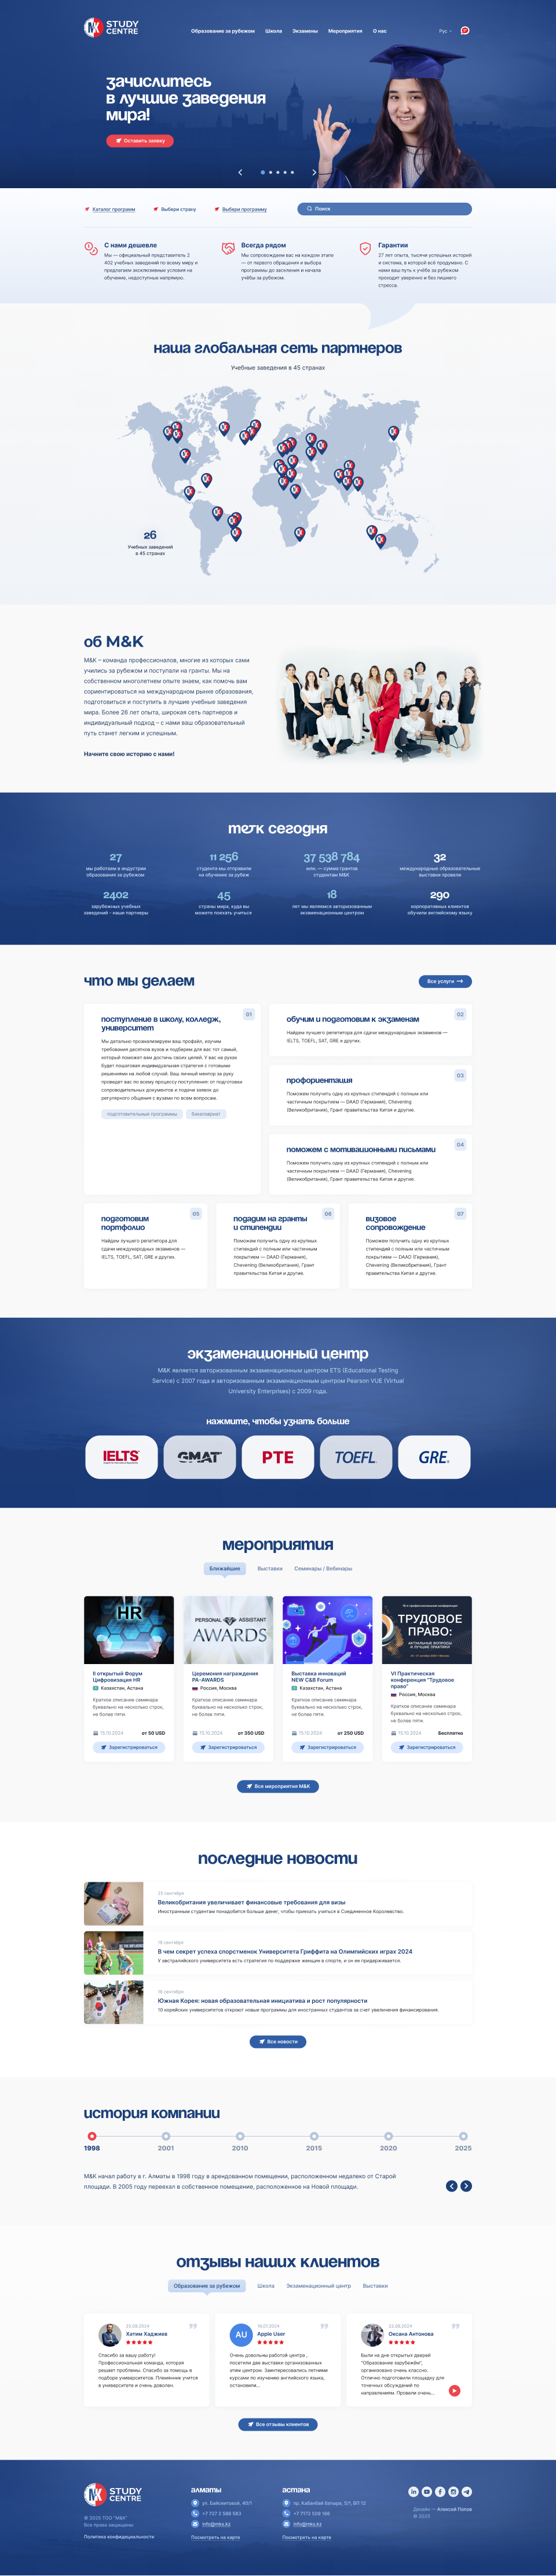 STUDY
CENTRE
Образование за рубежом
Школа
Экзамены
Мероприятия
О нас
Рус
зачислитесь
в лучшие заведения
мира!
Оставить заявку
Каталог программ
Выбери страну
Выбери программу
Поиск
С нами дешевле
Мы — официальный представитель 2
402 учебных заведений по всему миру и
предлагаем эксклюзивные условия на
обучение, недоступные напрямую.
Всегда рядом
Мы сопровождаем вас на каждом этапе
— от первого обращения и выбора
программы до заселения и начала
учёбы за рубежом.
Гарантии
27 лет опыта, тысячи успешных историй
и система, в которой всё продумано. С
нами ваш путь к учёбе за рубежом
проходит уверенно и без лишнего
стресса.
наша глобальная сеть партнеров
Учебные заведения в 45 странах
26
Учебных заведений
в 45 странах
об M&K
M&K – команда профессионалов, многие из которых сами
учились за рубежом и поступали на гранты. Мы на
собственном многолетнем опыте знаем, как помочь вам
сориентироваться на международном рынке образования,
подготовиться и поступить в лучшие учебные заведения
мира. Более 26 лет опыта, широкая сеть партнеров и
индивидуальный подход – с нами ваш образовательный
путь станет легким и успешным.
Начните свою историю с нами!
сегодня
27
мы работаем в индустрии
образования за рубежом
11 256
студента мы отправили
на обучение за рубеж
37 538 784
млн. — сумма грантов
студентам M&K
32
международные образовательные
выставки провели
2402
зарубежных учебных
заведений - наши партнеры
45
страны мира, куда вы
можете поехать учиться
18
лет мы являемся авторизованным
экзаменационным центром
290
корпоративных клиентов
обучили английскому языку
что мы делаем
Все услуги
01
поступление в школу, колледж,
университет
Мы детально проанализируем ваш профайл, изучим
требования десятков вузов и подберем для вас тот самый,
который поможет вам достичь своих целей. У вас на руках
будет пошаговая индивидуальная стратегия с готовыми
решениями на любой случай. Ваш личный ментор за руку
проведет вас по всему процессу поступления: от подготовки
сопроводительных документов и подачи заявок до
регулярного общения с вузами по всем вопросам.
подготовительные программы
бакалавриат
02
обучим и подготовим к экзаменам
Найдем лучшего репетитора для сдачи международных экзаменов —
IELTS, TOEFL, SAT, GRE и других.
03
профориентация
Поможем получить одну из крупных стипендий с полным или
частичным покрытием — DAAD (Германия), Chevening
(Великобритания), Грант правительства Китая и другие.
04
поможем с мотивационными письмами
Поможем получить одну из крупных стипендий с полным или
частичным покрытием — DAAD (Германия), Chevening
(Великобритания), Грант правительства Китая и другие.
05
подготовим
портфолио
Найдем лучшего репетитора для
сдачи международных экзаменов —
IELTS, TOEFL, SAT, GRE и других.
06
подадим на гранты
и стипендии
Поможем получить одну из крупных
стипендий с полным или частичным
покрытием — DAAD (Германия),
Chevening (Великобритания), Грант
правительства Китая и другие.
07
визовое
сопровождение
Поможем получить одну из крупных
стипендий с полным или частичным
покрытием — DAAD (Германия),
Chevening (Великобритания), Грант
правительства Китая и другие.
экзаменационный центр
M&K является авторизованным экзаменационным центром ETS (Educational Testing
Service) с 2007 года и авторизованным экзаменационным центром Pearson VUE (Virtual
University Enterprises) с 2009 года.
нажмите, чтобы узнать больше
IELTS
GMAT
PTE
TOEFL
GRE
мероприятия
Ближайшие
Выставки
Семинары / Вебинары
HR
II открытый Форум
Цифровизация HR
Казахстан, Астана
Краткое описание семинара
буквально на несколько строк,
не более пяти.
15.10.2024
от 50 USD
Зарегистрироваться
PERSONAL ASSISTANT
AWARDS
Церемония награждения
PA-AWARDS
Россия, Москва
Краткое описание семинара
буквально на несколько строк,
не более пяти.
15.10.2024
от 350 USD
Зарегистрироваться
Выставка инноваций
NEW C&B Forum
Казахстан, Астана
Краткое описание семинара
буквально на несколько строк,
не более пяти.
15.10.2024
от 250 USD
Зарегистрироваться
ТРУДОВОЕ
ПРАВО:
VI Практическая
конференция "Трудовое
право"
Россия, Москва
Краткое описание семинара
буквально на несколько строк,
не более пяти.
15.10.2024
Бесплатно
Зарегистрироваться
Все мероприятия M&K
последние новости
20 сентября
Великобритания увеличивает финансовые требования для визы
Иностранным студентам понадобится больше денег, чтобы приехать учиться в Соединенное Королевство.
18 сентября
В чем секрет успеха спорстменок Университета Гриффита на Олимпийских играх 2024
У австралийского университета есть стратегия по поддержке женщин в спорте, и он ее придерживается.
16 сентября
Южная Корея: новая образовательная инициатива и рост популярности
10 корейских университетов откроют новые программы для иностранных студентов за счет увеличения финансирования.
Все новости
история компании
1998
2001
2010
2015
2020
2025
M&K начал работу в г. Алматы в 1998 году в арендованном помещении, расположенном недалеко от Старой
площади. В 2005 году переехал в собственное помещение, расположенное на Новой площади.
отзывы наших клиентов
Образование за рубежом
Школа
Экзаменационный центр
Выставки
Хатим Хаджиев
Спасибо за вашу работу!
Профессиональная команда, которая
решает проблемы. Спасибо за помощь в
подборе университетов. Племянник учится
в университете и очень доволен.
AU
Apple User
Очень довольны работой центра ,
посетили две выставки организованных
этим центром. Заинтересовались летними
курсами по изучению английского языка,
остановили...
Оксана Антонова
Были на дне открытых дверей
"Образование зарубежём",
организовано очень классно.
Отлично подготовили площадку для
точечных обсуждений по
направлениям. Провели очень...
Все отзывы клиентов
STUDY
CENTRE
© 2025 ТОО "M&K"
Все права защищены
Политика конфиденциальности
алматы
+7 727 2 588 583
info@mks.kz
Посмотреть на карте
астана
пр. Кабанбай батыра, 5/1, ВП 12
+7 7172 509 166
info@mks.kz
Посмотреть на карте
Дизайн — Алексей Попов
© 2025